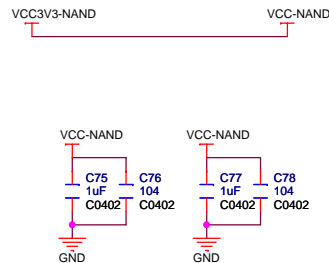 VCC3V3-NAND VCC-NAND
VCC-NAND VCC-NAND
C75 C76 C77 C78
1uF 104 1uF 104
C0402 C0402 C0402 C0402
GND GND